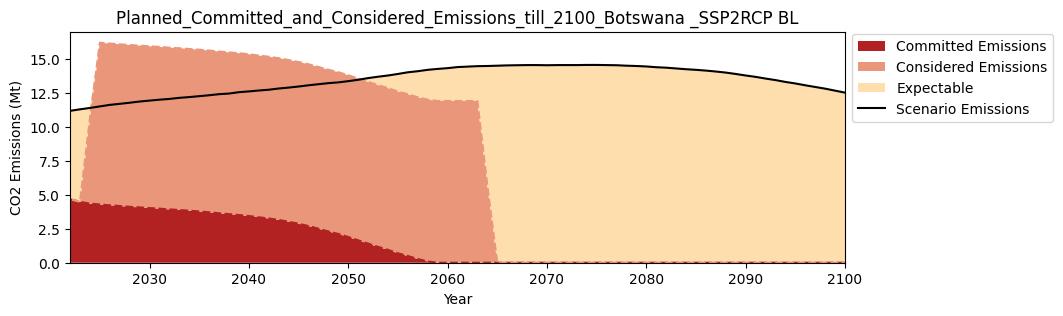 Planned_Committed_and_Considered_Emissions_till_2100_Botswana _SSP2RCP BL
CO2 Emissions (Mt)
15.0
12.5
10.0
7.5
5.0
2.5
0.0
2030 2040 2050 2060 2070 2080 2090 2100
Year
Committed Emissions
Considered Emissions
Expectable
Scenario Emissions